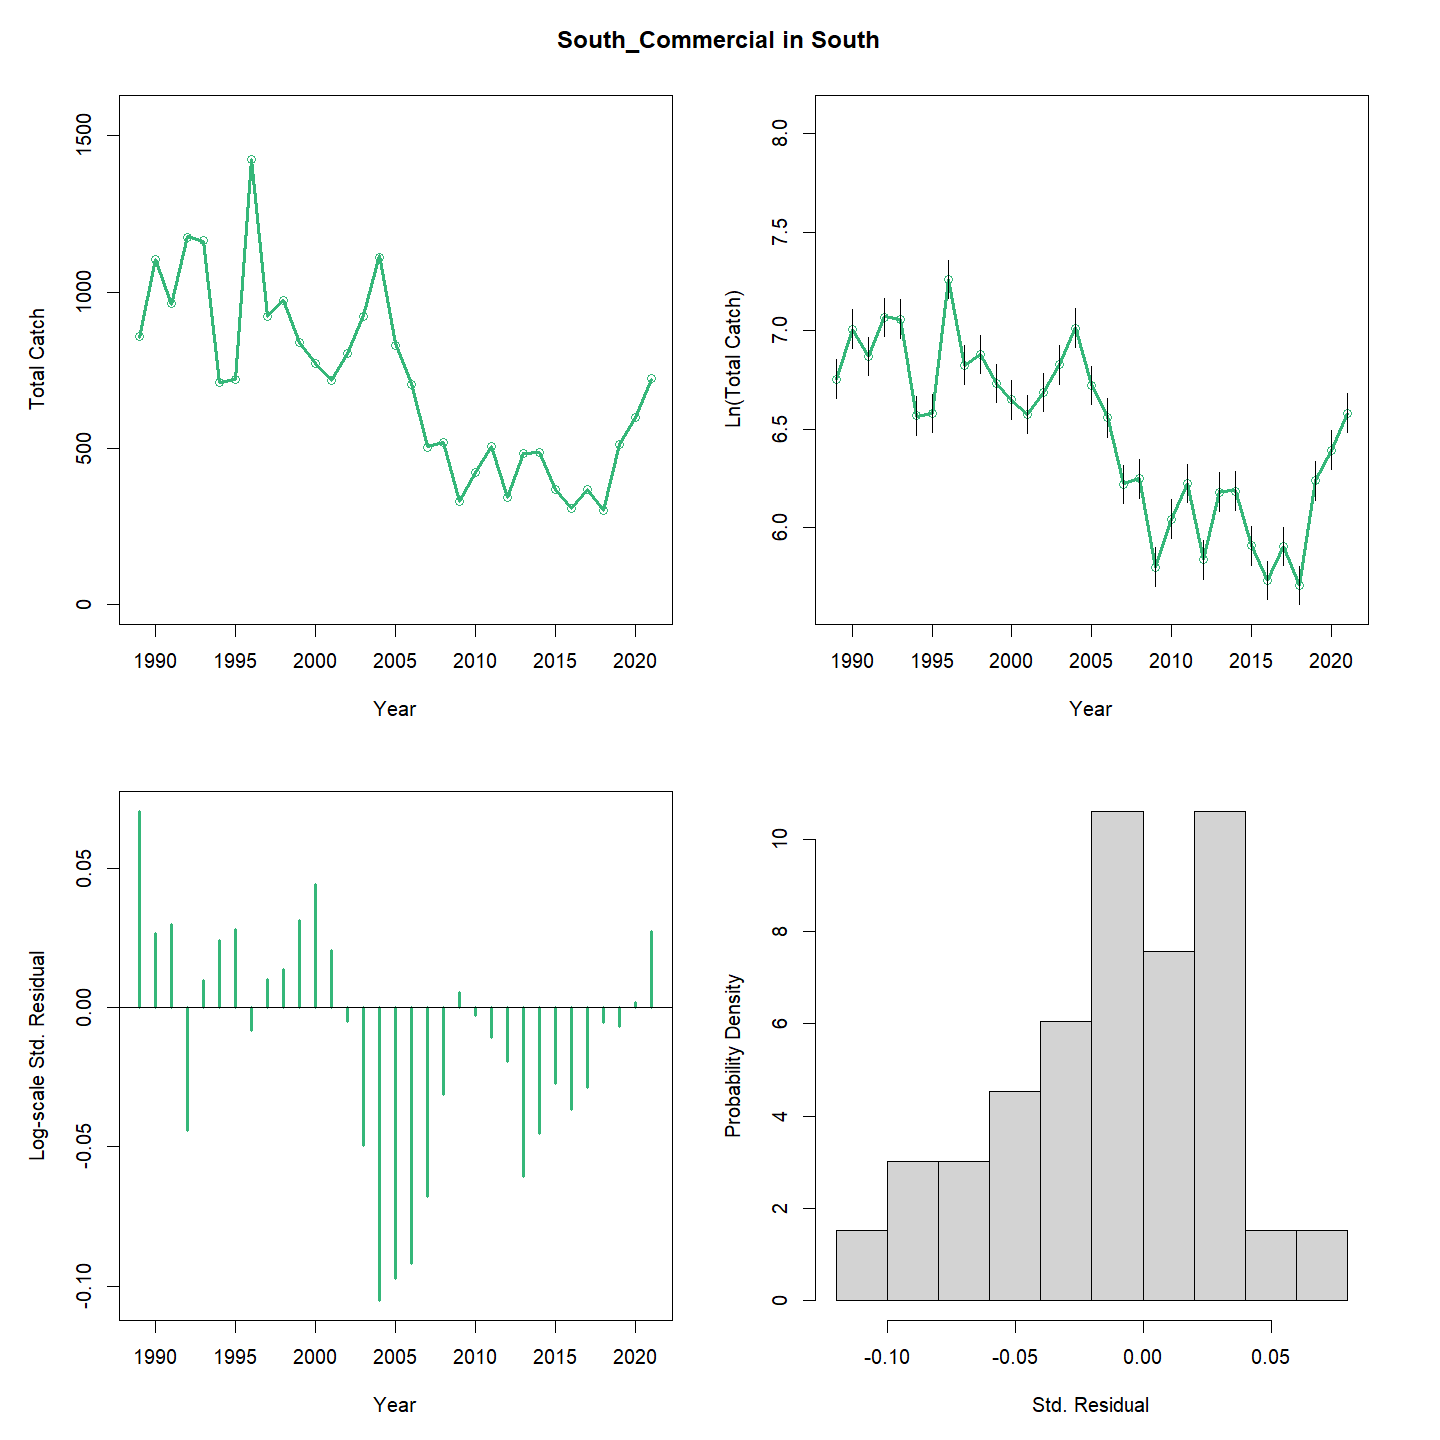 South_Commercial in South
1500
1000
500
0
Total Catch
1990 1995 2000 2005 2010 2015 2020
Year
8.0
7.5
7.0
6.5
6.0
Ln(Total Catch)
1990 1995 2000 2005 2010 2015 2020
Year
0.05
0.00
-0.05
-0.10
Log-scale Std. Residual
1990 1995 2000 2005 2010 2015 2020
Year
10
8
6
4
2
0
Probability Density
-0.10 -0.05 0.00 0.05
Std. Residual